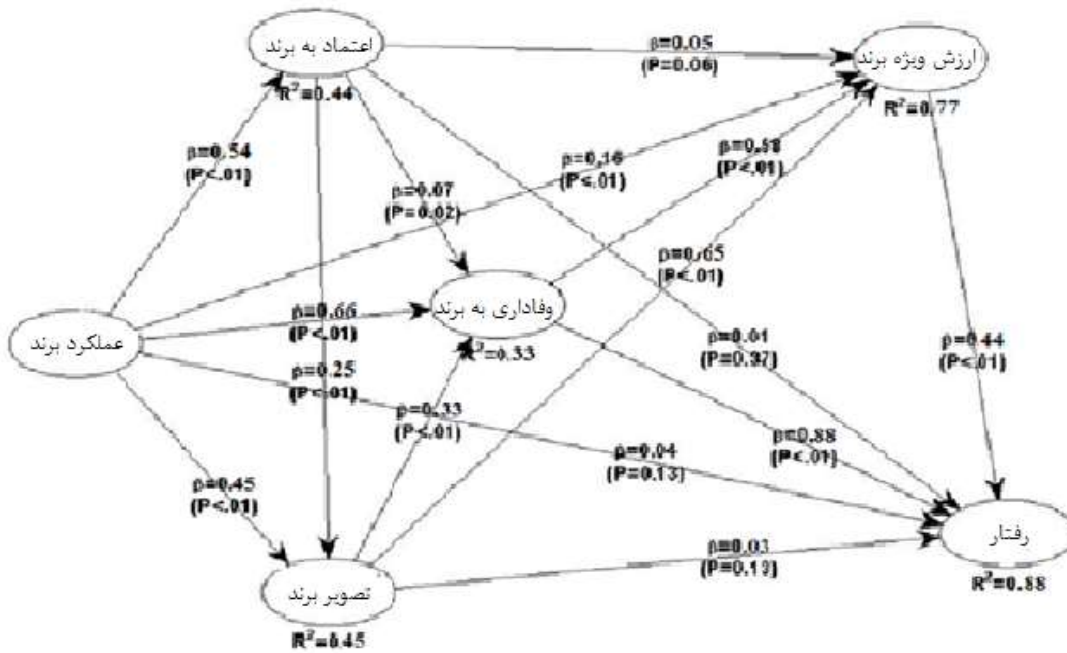 اعتماد به برند
R²=0.44
ارزش ویژه برند
R²=0.77
β=0.05
(P=0.06)
β=0.54
(P<.01)
β=0.16
(P<.01)
(P<.01)
β=0.07
(P=0.02)
(P<.01)
وفاداری به برند
R²=0.33
عملکرد برند
β=0.66
(P<.01)
β=0.25
(P<.01)
β=0.33
(P<.01)
β=0.44
(P<.01)
β=0.88
(P<.01)
β=0.04
(P=0.13)
β=0.45
(P<.01)
رفتار
R²=0.88
β=0.03
(P=0.19)
تصویر برند
R²=0.45